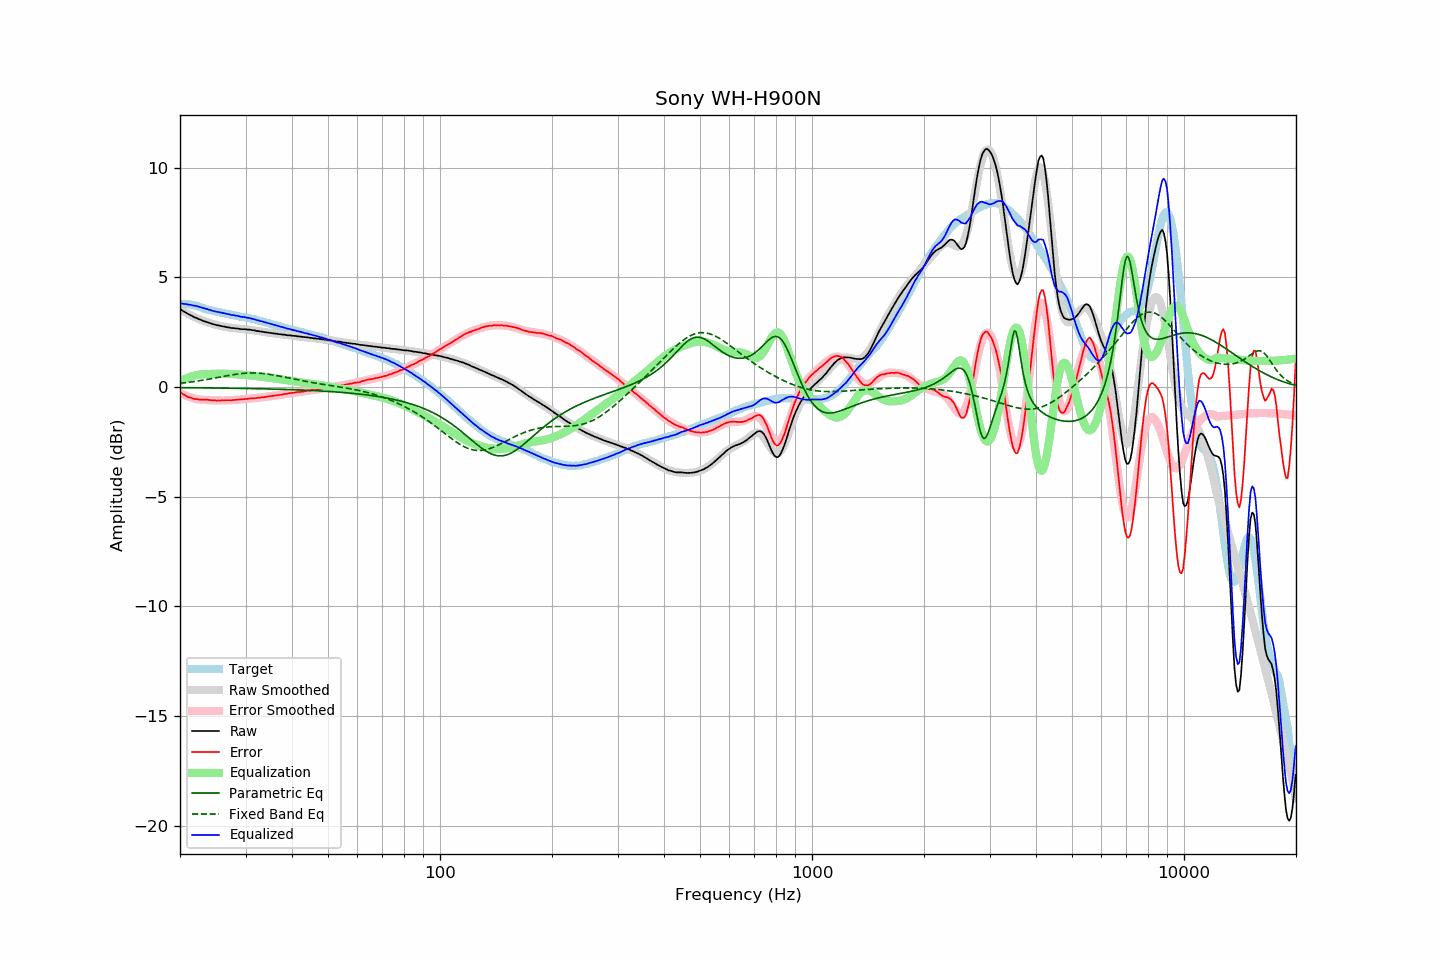 Sony WH-H900N
10
5
0
−5
−10
−15
−20
Amplitude (dBr)
Target
Raw Smoothed
Error Smoothed
Raw
Error
Equalization
Parametric Eq
Fixed Band Eq
Equalized
100
1000
10000
Frequency (Hz)